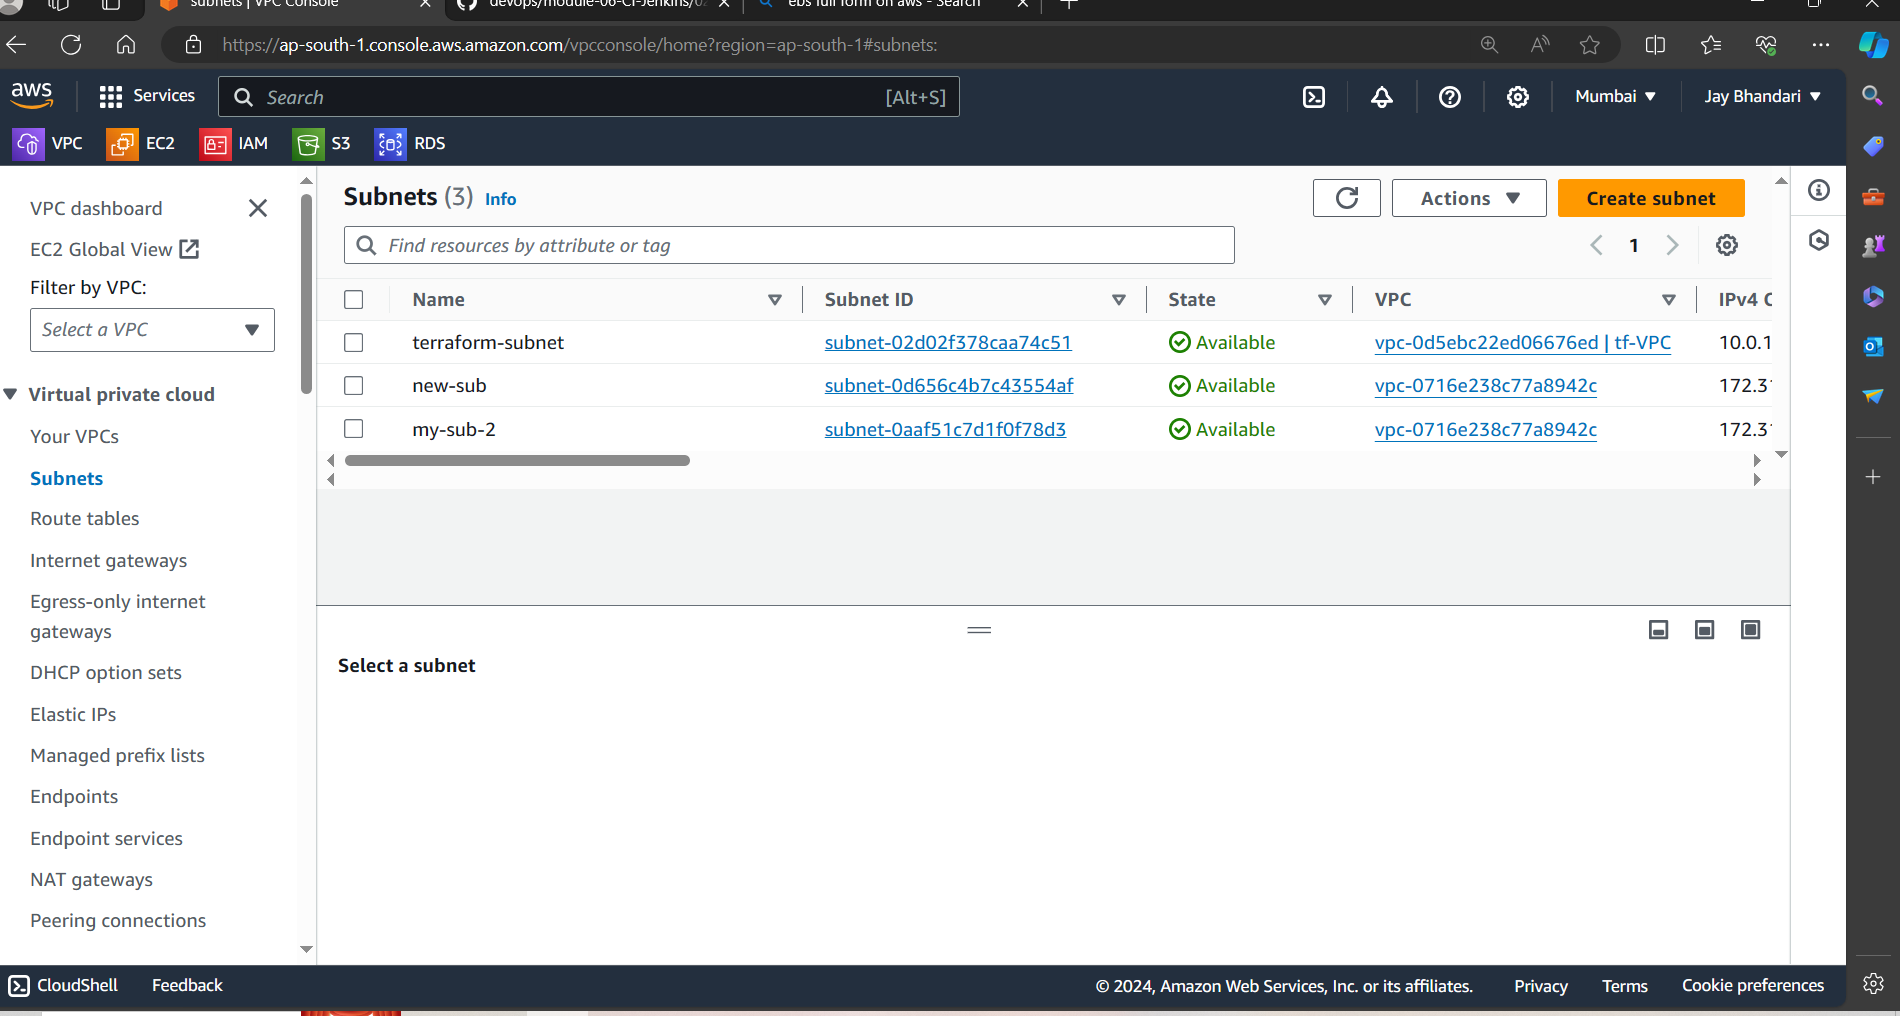 subnets | VPC Console
devops/module-06-CI-Jenkins/0
ebs full form on aws - Search
https://ap-south-1.console.aws.amazon.com/vpcconsole/home?region=ap-south-1#subnets:
aws
Services
Search
[Alt+S]
Mumbai
Jay Bhandari
VPC
EC2
IAM
S3
RDS
VPC dashboard
EC2 Global View
Filter by VPC:
Select a VPC
Virtual private cloud
Your VPCs
Subnets
Route tables
Internet gateways
Egress-only internet
gateways
DHCP option sets
Elastic IPs
Managed prefix lists
Endpoints
Endpoint services
NAT gateways
Peering connections
Subnets (3) Info
Actions
Create subnet
Find resources by attribute or tag
1
Name Subnet ID State VPC IPv4 C
terraform-subnet subnet-02d02f378caa74c51 Available vpc-0d5ebc22ed06676ed | tf-VPC 10.0.1
new-sub subnet-0d656c4b7c43554af Available vpc-0716e238c77a8942c 172.3
my-sub-2 subnet-0aaf51c7d1f0f78d3 Available vpc-0716e238c77a8942c 172.3
Select a subnet
CloudShell Feedback © 2024, Amazon Web Services, Inc. or its affiliates. Privacy Terms Cookie preferences